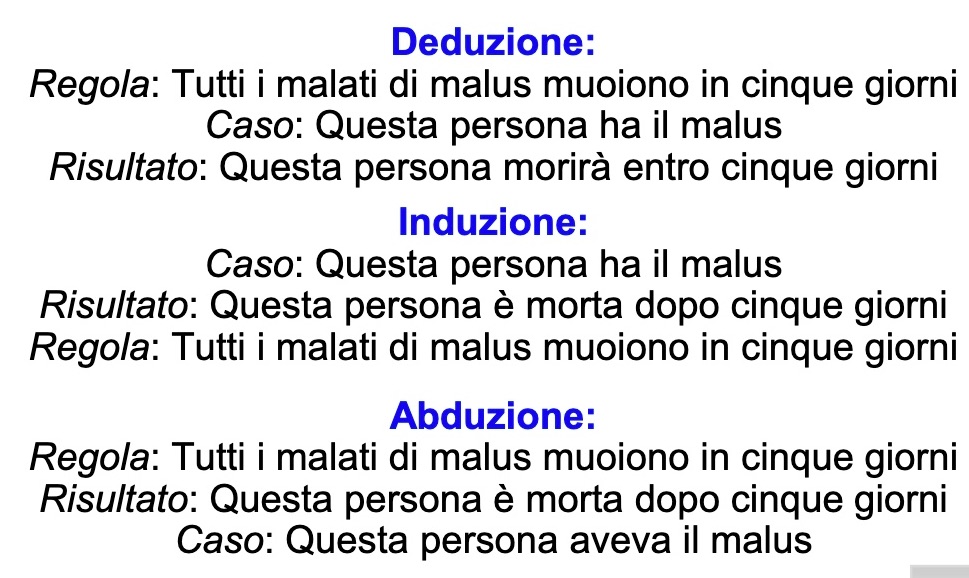 Deduzione:
Regola: Tutti i malati di malus muoiono in cinque giorni
Caso: Questa persona ha il malus
Risultato: Questa persona morirà entro cinque giorni
Induzione:
Caso: Questa persona ha il malus
Risultato: Questa persona è morta dopo cinque giorni
Regola: Tutti i malati di malus muoiono in cinque giorni
Abduzione:
Regola: Tutti i malati di malus muoiono in cinque giorni
Risultato: Questa persona è morta dopo cinque giorni
Caso: Questa persona aveva il malus